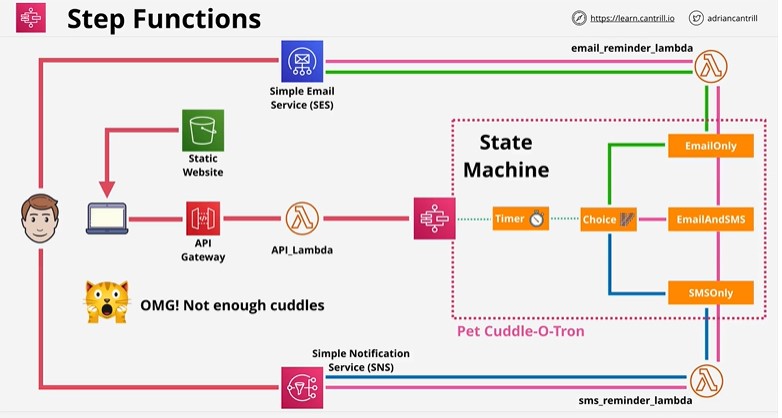 Step Functions
https://learn.cantrill.io
adriancantrill
email_reminder_lambda
Simple Email
Service (SES)
Static
Website
State
Machine
EmailOnly
Timer
Choice
EmailAndSMS
API
Gateway
API_Lambda
SMSOnly
OMG! Not enough cuddles
Pet Cuddle-O-Tron
Simple Notification
Service (SNS)
sms_reminder_lambda